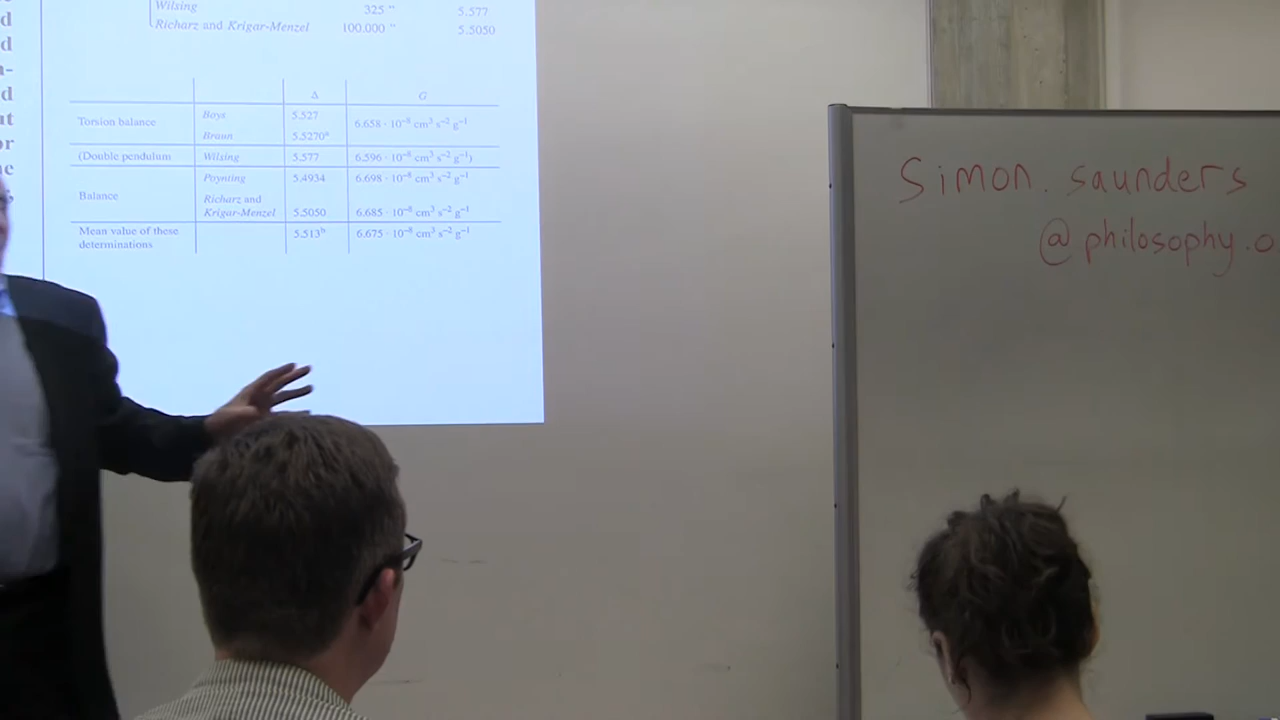 Wilsing 325 " 5.577
Richarz and Krigar-Menzel 100.000 " 5.5050
Δ G
Torsion balance Boys 5.527 6.658 · 10⁻⁸ cm³ s⁻² g⁻¹
Braun 5.5270ᵃ
(Double pendulum Wilsing 5.577 6.596 · 10⁻⁸ cm³ s⁻² g⁻¹)
Poynting 5.4934 6.698 · 10⁻⁸ cm³ s⁻² g⁻¹
Balance
Richarz and
Krigar-Menzel 5.5050 6.685 · 10⁻⁸ cm³ s⁻² g⁻¹
Mean value of these 5.513ᵇ 6.675 · 10⁻⁸ cm³ s⁻² g⁻¹
determinations
Simon.saunders
@philosophy.o